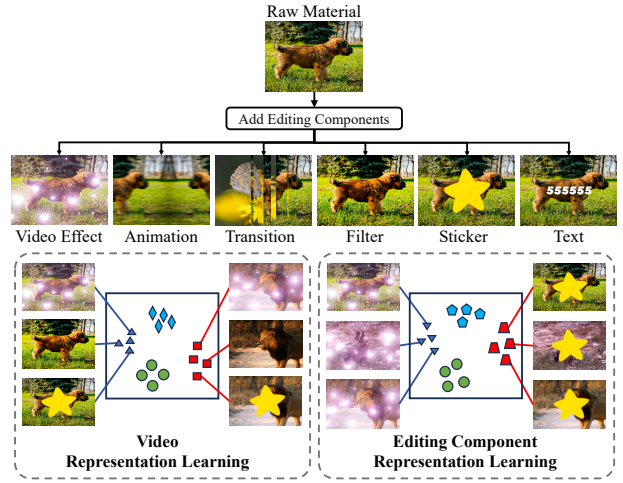 Raw Material
Add Editing Components
555555
Video Effect
Animation
Transition
Filter
Sticker
Text
Video
Representation Learning
Editing Component
Representation Learning